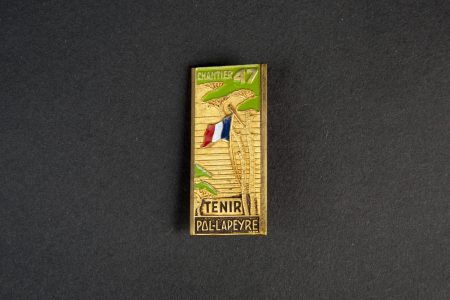 CHANTIER 47
TENIR
POL-LAPEYRE